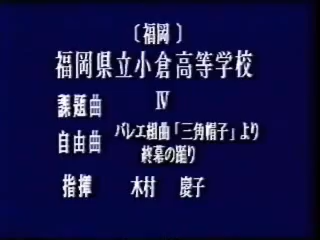 〔福岡〕
福岡県立小倉高等学校
課題曲 Ⅳ
自由曲 バレエ組曲「三角帽子」より
終幕の踊り
指揮 木村 慶子